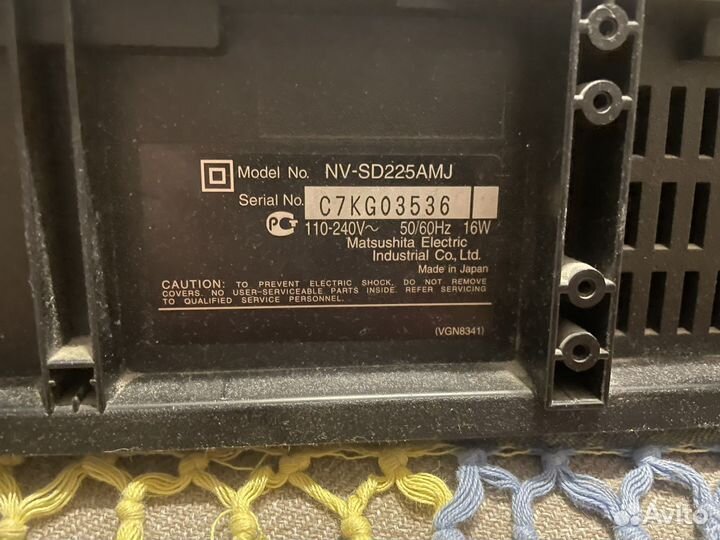 Model No. NV-SD225AMJ
Serial No. C7KG03536
PCT 110-240V~ 50/60Hz 16W
Matsushita Electric
Industrial Co., Ltd.
Made in Japan
CAUTION: TO PREVENT ELECTRIC SHOCK, DO NOT REMOVE
COVERS. NO USER-SERVICEABLE PARTS INSIDE. REFER SERVICING
TO QUALIFIED SERVICE PERSONNEL.
(VGN8341)
Avito